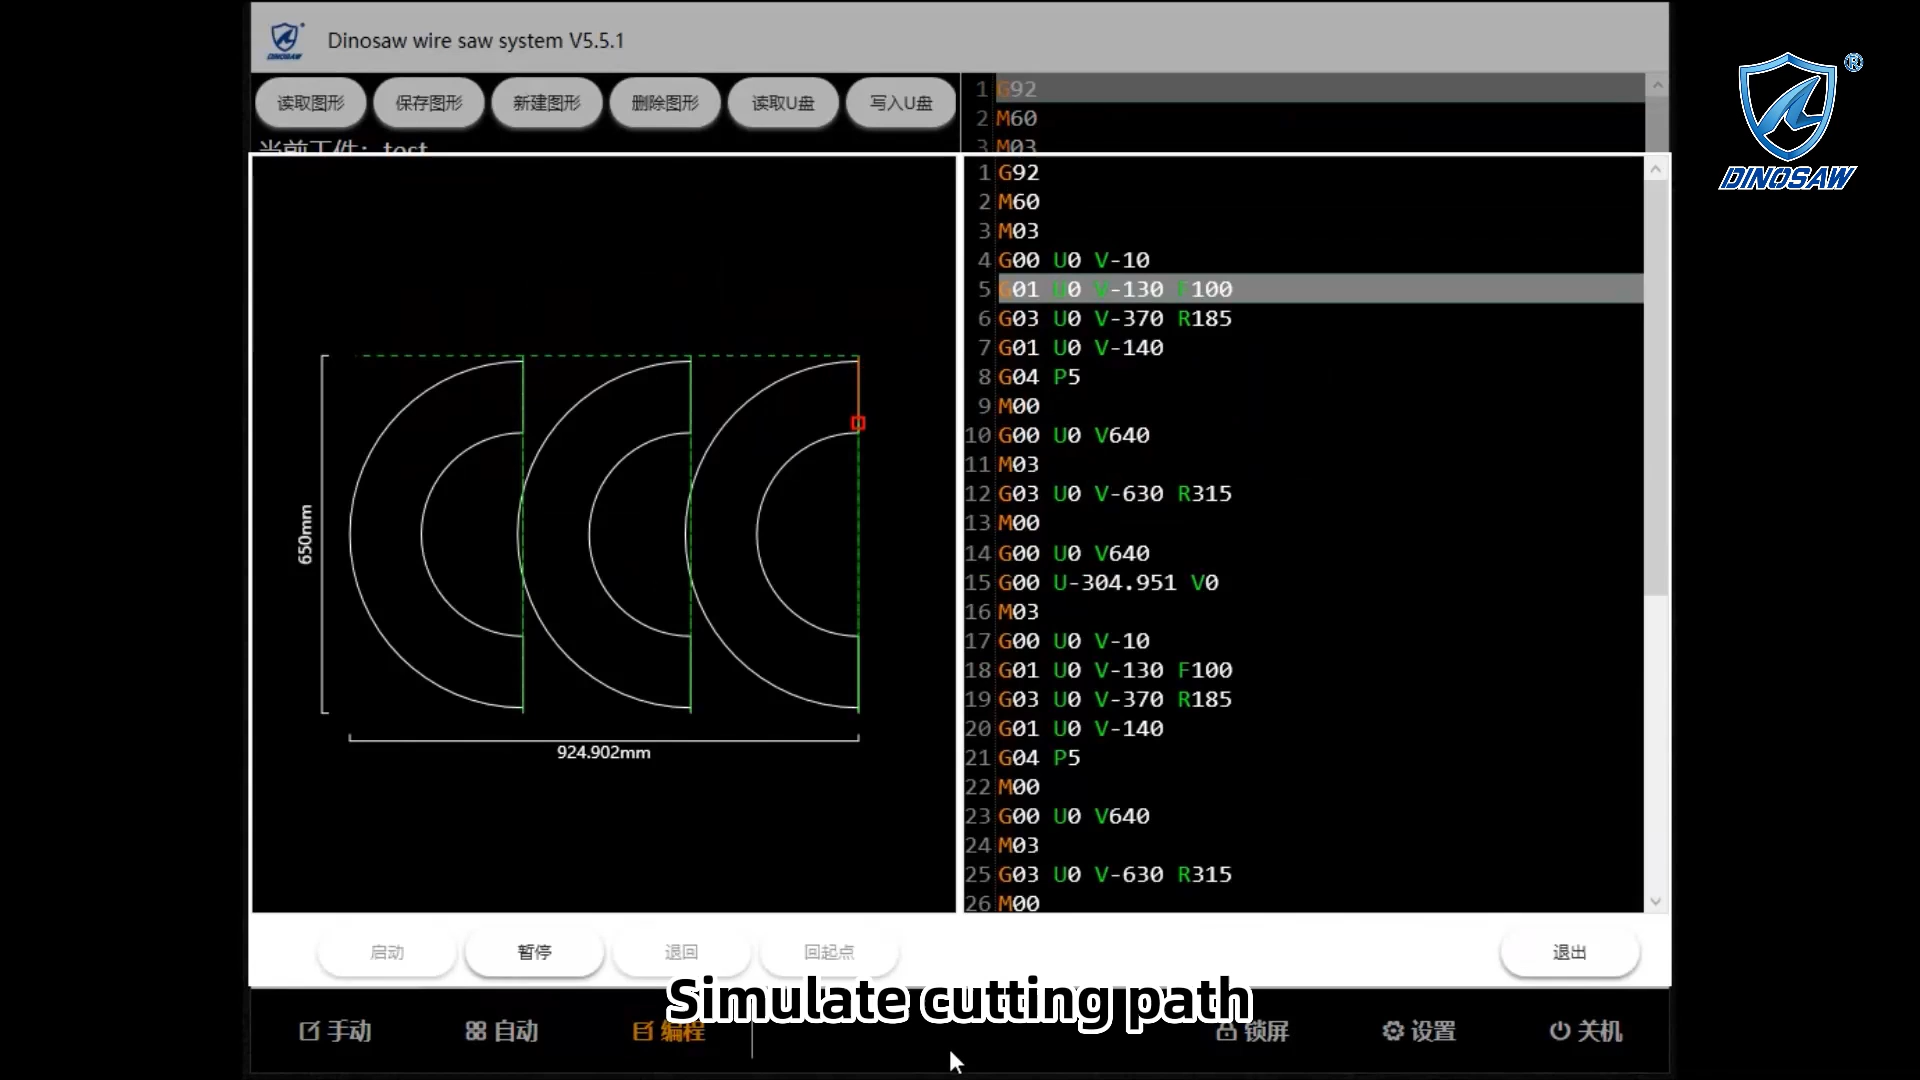 DINOSAW
Dinosaw wire saw system V5.5.1
读取图形 保存图形 新建图形 删除图形 读取U盘 写入U盘
当前工件：test
1 G92
2 M60
3 M03
1 G92
2 M60
3 M03
4 G00 U0 V-10
5 G01 U0 V-130 F100
6 G03 U0 V-370 R185
7 G01 U0 V-140
8 G04 P5
9 M00
10 G00 U0 V640
11 M03
12 G03 U0 V-630 R315
13 M00
14 G00 U0 V640
15 G00 U-304.951 V0
16 M03
17 G00 U0 V-10
18 G01 U0 V-130 F100
19 G03 U0 V-370 R185
20 G01 U0 V-140
21 G04 P5
22 M00
23 G00 U0 V640
24 M03
25 G03 U0 V-630 R315
26 M00
650mm
924.902mm
启动 暂停 退回 回起点 退出
Simulate cutting path
手动 自动 编程 锁屏 设置 关机
®
DINOSAW